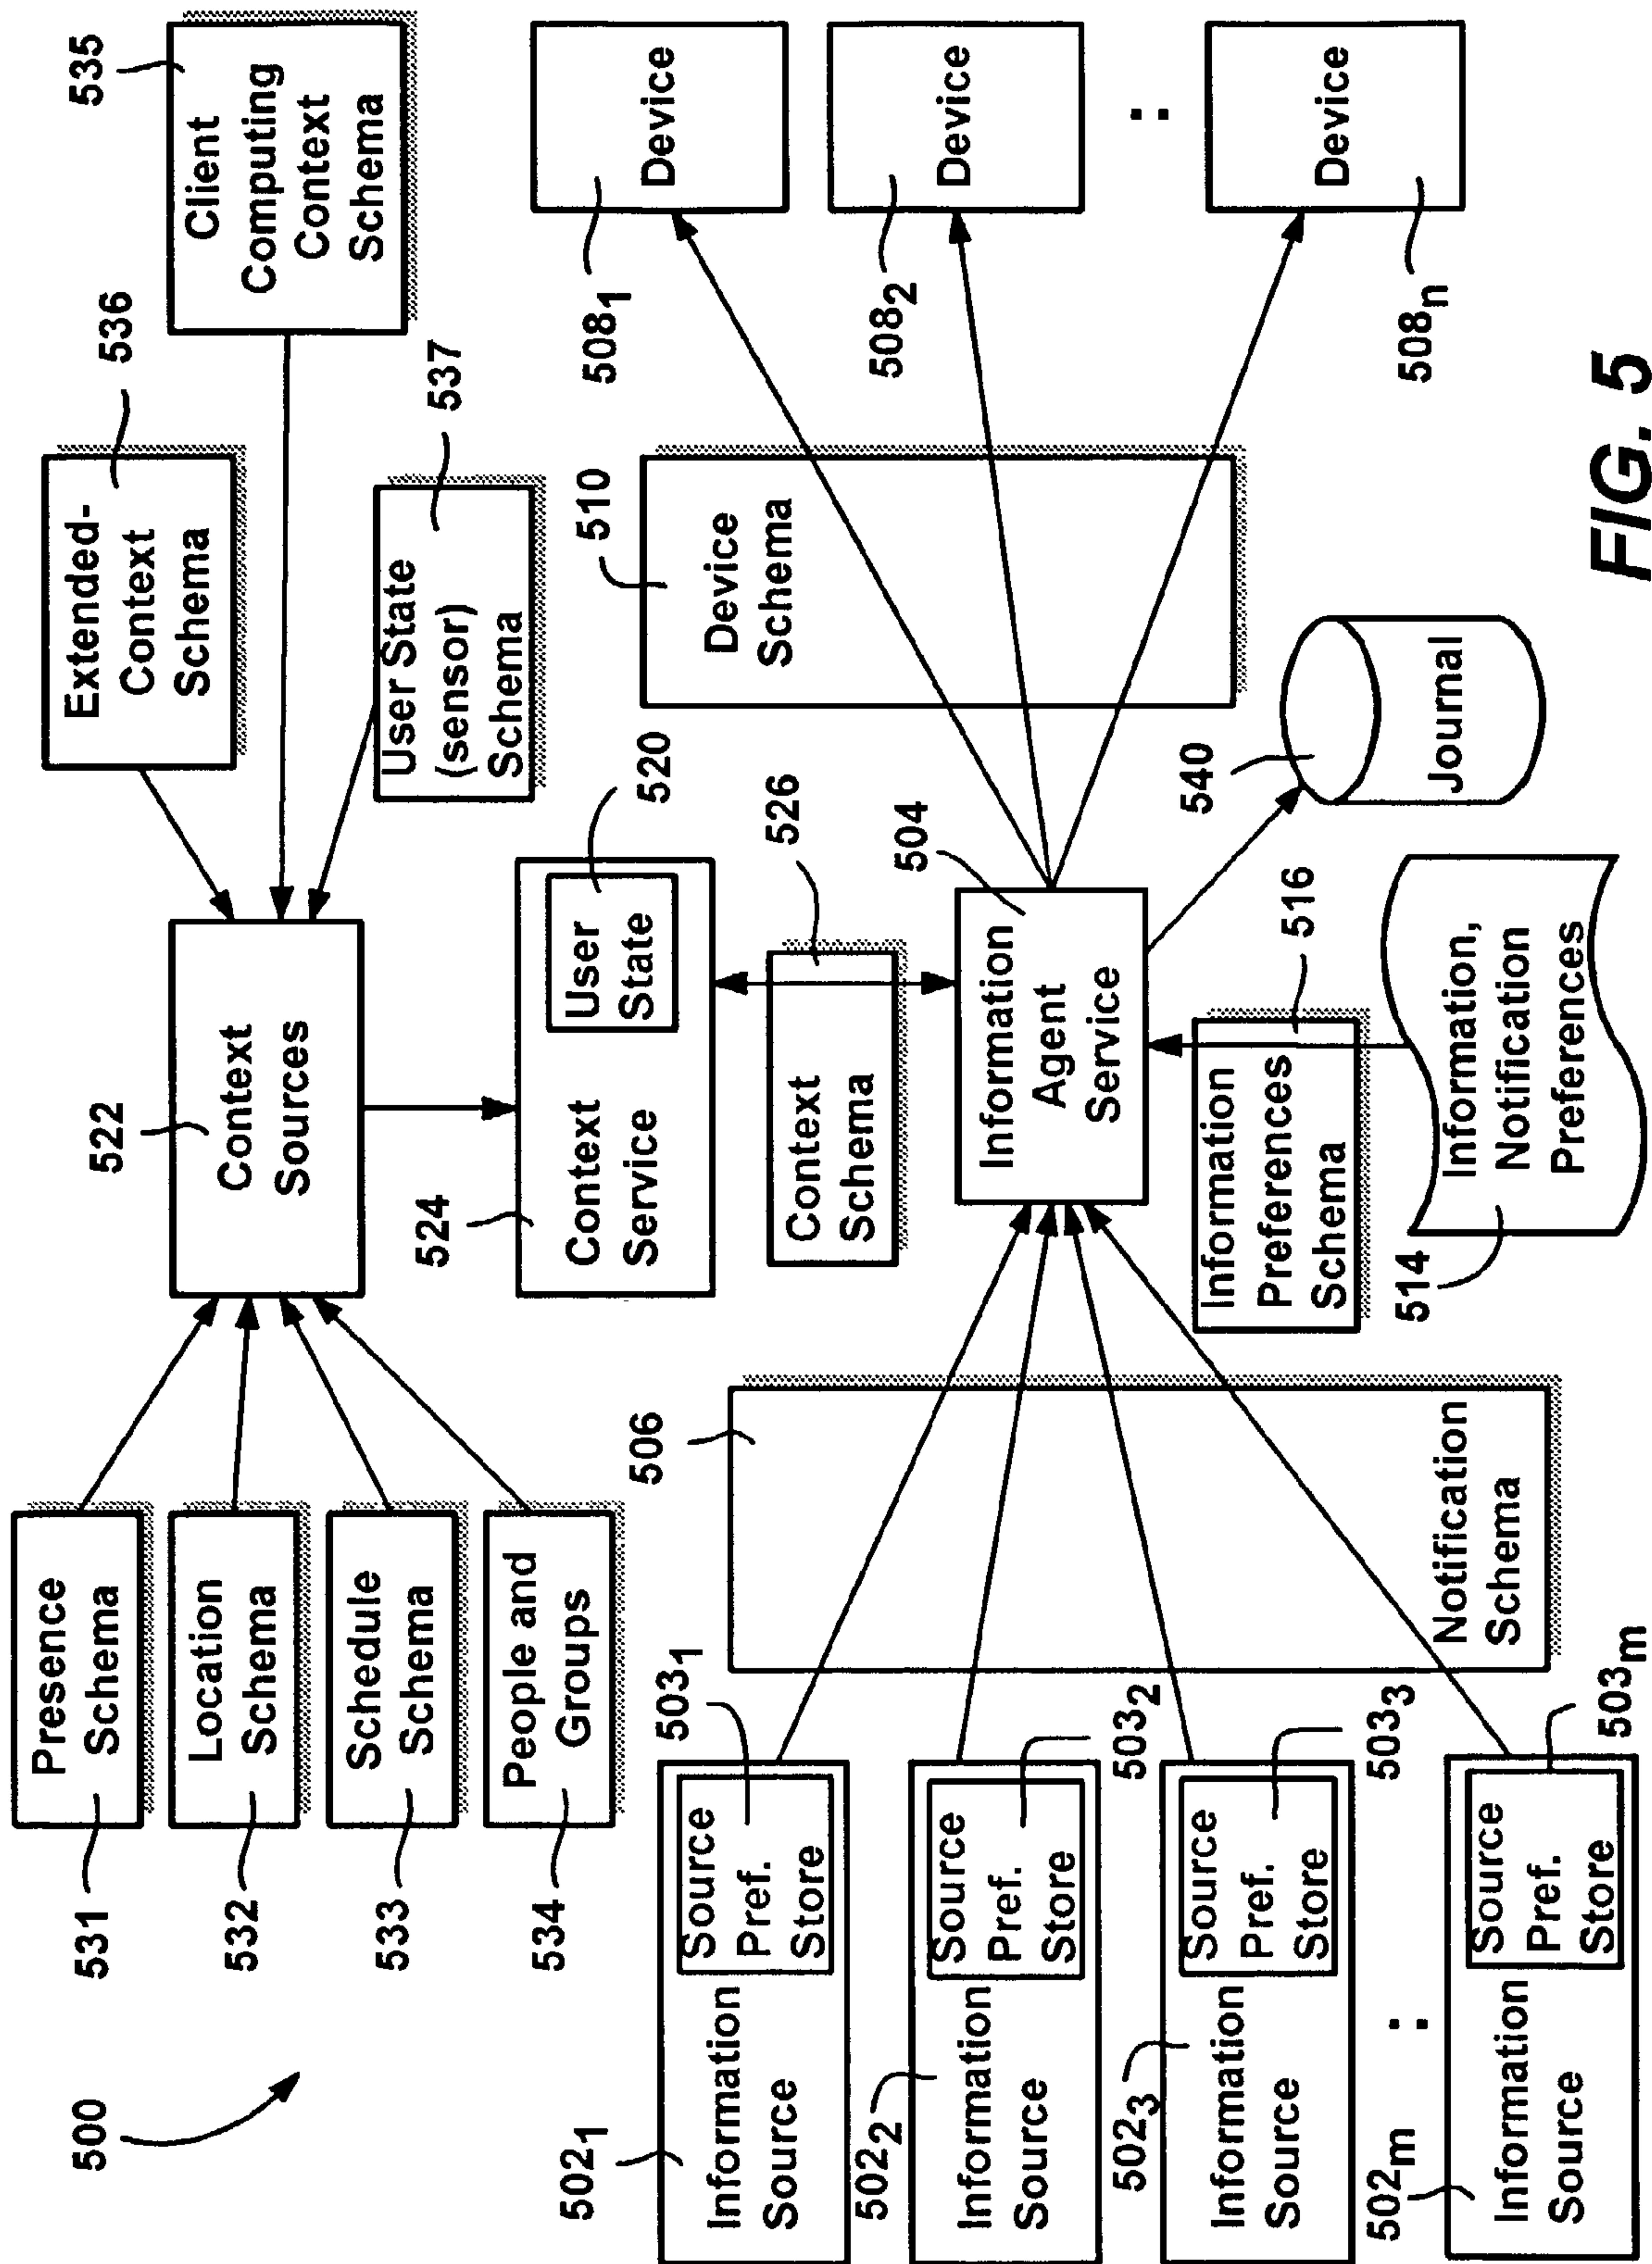 500
531
Presence
Schema
532
Location
Schema
533
Schedule
Schema
534
People and
Groups
522
Context
Sources
536
Extended-
Context
Schema
535
Client
Computing
Context
Schema
537
User State
(sensor)
Schema
524
Context
Service
520
User
State
526
Context
Schema
502₁
Information
Source
503₁
Source
Pref.
Store
502₂
Information
Source
503₂
Source
Pref.
Store
502₃
Information
Source
503₃
Source
Pref.
Store
:
502m
Information
Source
503m
Source
Pref.
Store
506
Notification
Schema
504
Information
Agent
Service
516
Information
Preferences
Schema
514
Information,
Notification
Preferences
540
Journal
510
Device
Schema
508₁
Device
508₂
Device
:
508n
Device
FIG. 5